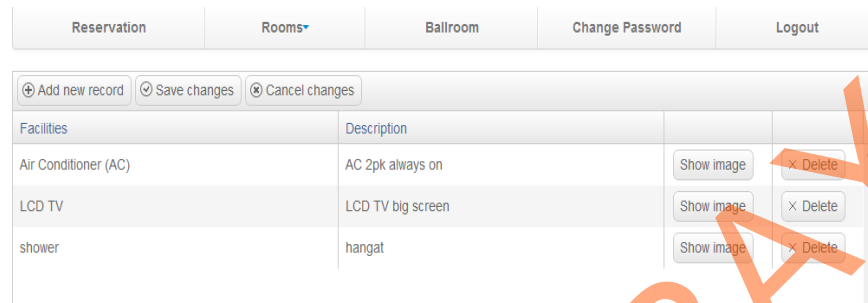 Reservation Rooms Ballroom Change Password Logout
Add new record Save changes Cancel changes
Facilities Description
Air Conditioner (AC) AC 2pk always on Show image Delete
LCD TV LCD TV big screen Show image Delete
shower hangat Show image Delete